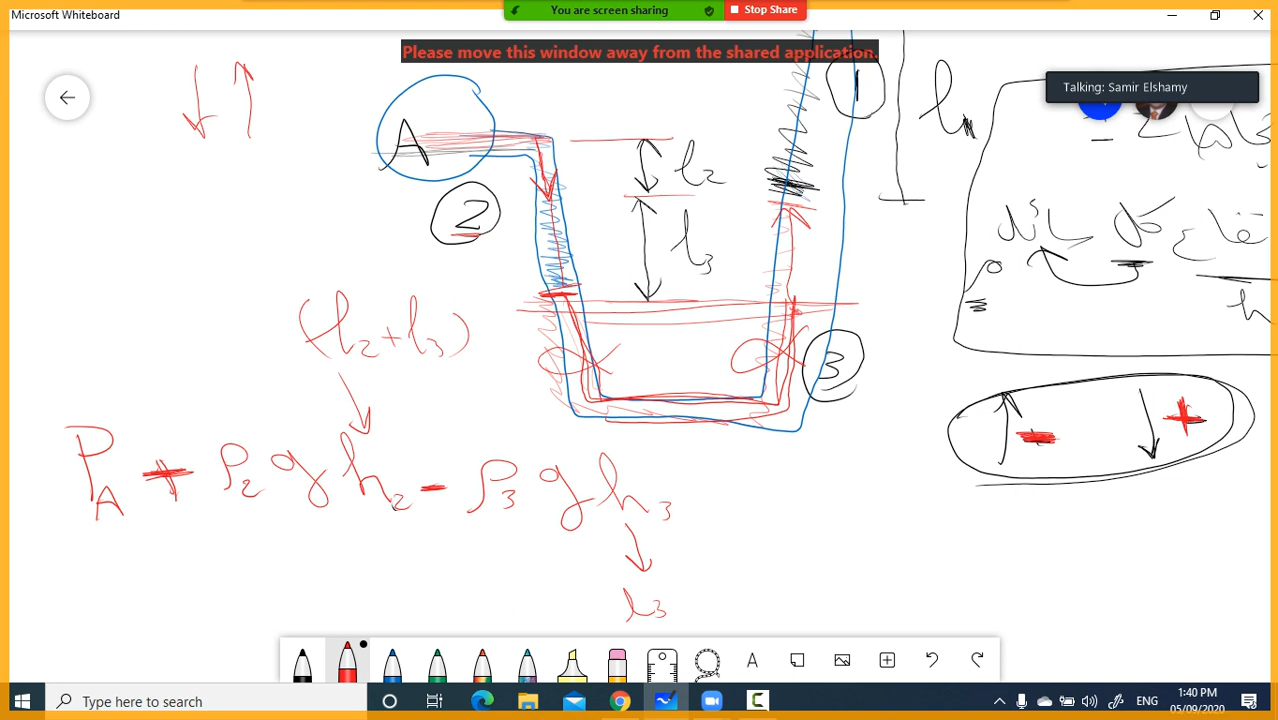 Microsoft Whiteboard
You are screen sharing
Stop Share
Please move this window away from the shared application.
Talking: Samir Elshamy
A
1
l2
2
l3
3
(l2+l3)
PA + ρ2gh2 - ρ3gh3
l3
-
+
A
Type here to search
ENG
1:40 PM
05/09/2020